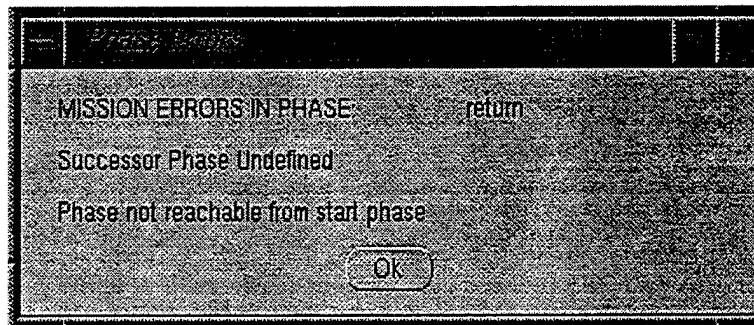 MISSION ERRORS IN PHASE: return
Successor Phase Undefined
Phase not reachable from start phase
Ok